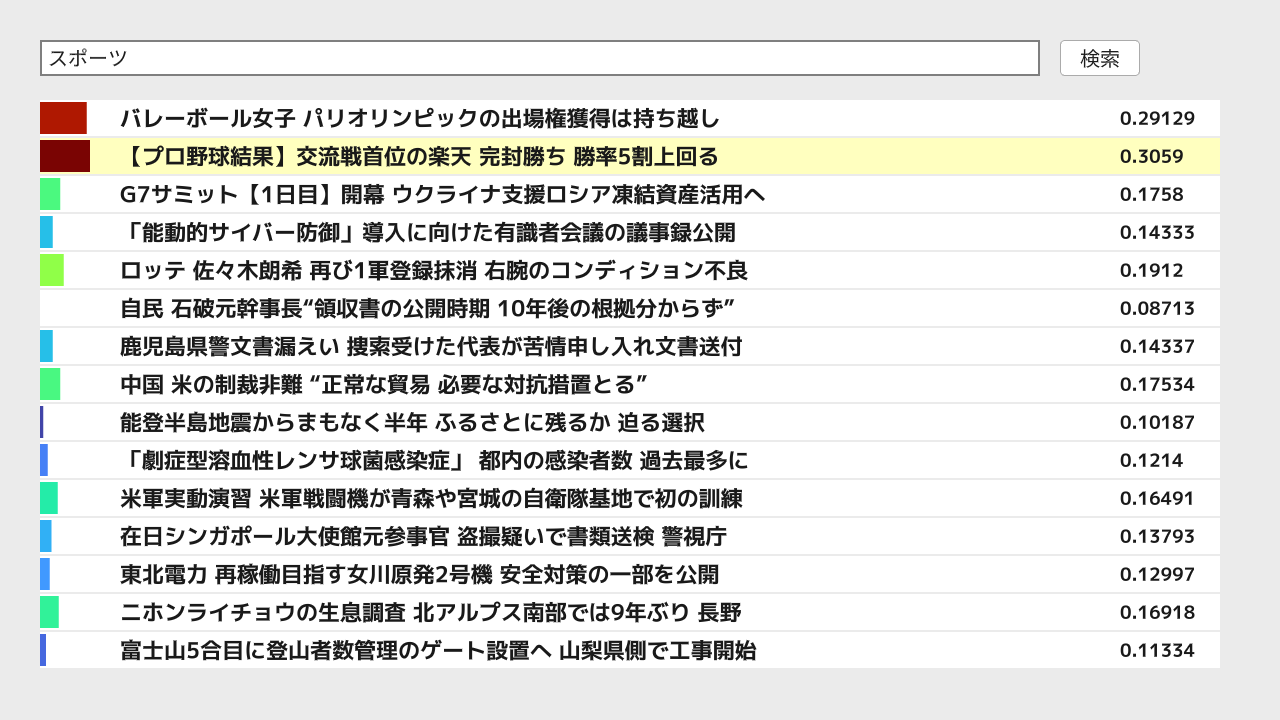 スポーツ 検索
バレーボール女子 パリオリンピックの出場権獲得は持ち越し 0.29129
【プロ野球結果】交流戦首位の楽天 完封勝ち 勝率5割上回る 0.3059
G7サミット【1日目】開幕 ウクライナ支援ロシア凍結資産活用へ 0.1758
「能動的サイバー防御」導入に向けた有識者会議の議事録公開 0.14333
ロッテ 佐々木朗希 再び1軍登録抹消 右腕のコンディション不良 0.1912
自民 石破元幹事長“領収書の公開時期 10年後の根拠分からず” 0.08713
鹿児島県警文書漏えい 捜索受けた代表が苦情申し入れ文書送付 0.14337
中国 米の制裁非難 “正常な貿易 必要な対抗措置とる” 0.17534
能登半島地震からまもなく半年 ふるさとに残るか 迫る選択 0.10187
「劇症型溶血性レンサ球菌感染症」 都内の感染者数 過去最多に 0.1214
米軍実動演習 米軍戦闘機が青森や宮城の自衛隊基地で初の訓練 0.16491
在日シンガポール大使館元参事官 盗撮疑いで書類送検 警視庁 0.13793
東北電力 再稼働目指す女川原発2号機 安全対策の一部を公開 0.12997
ニホンライチョウの生息調査 北アルプス南部では9年ぶり 長野 0.16918
富士山5合目に登山者数管理のゲート設置へ 山梨県側で工事開始 0.11334